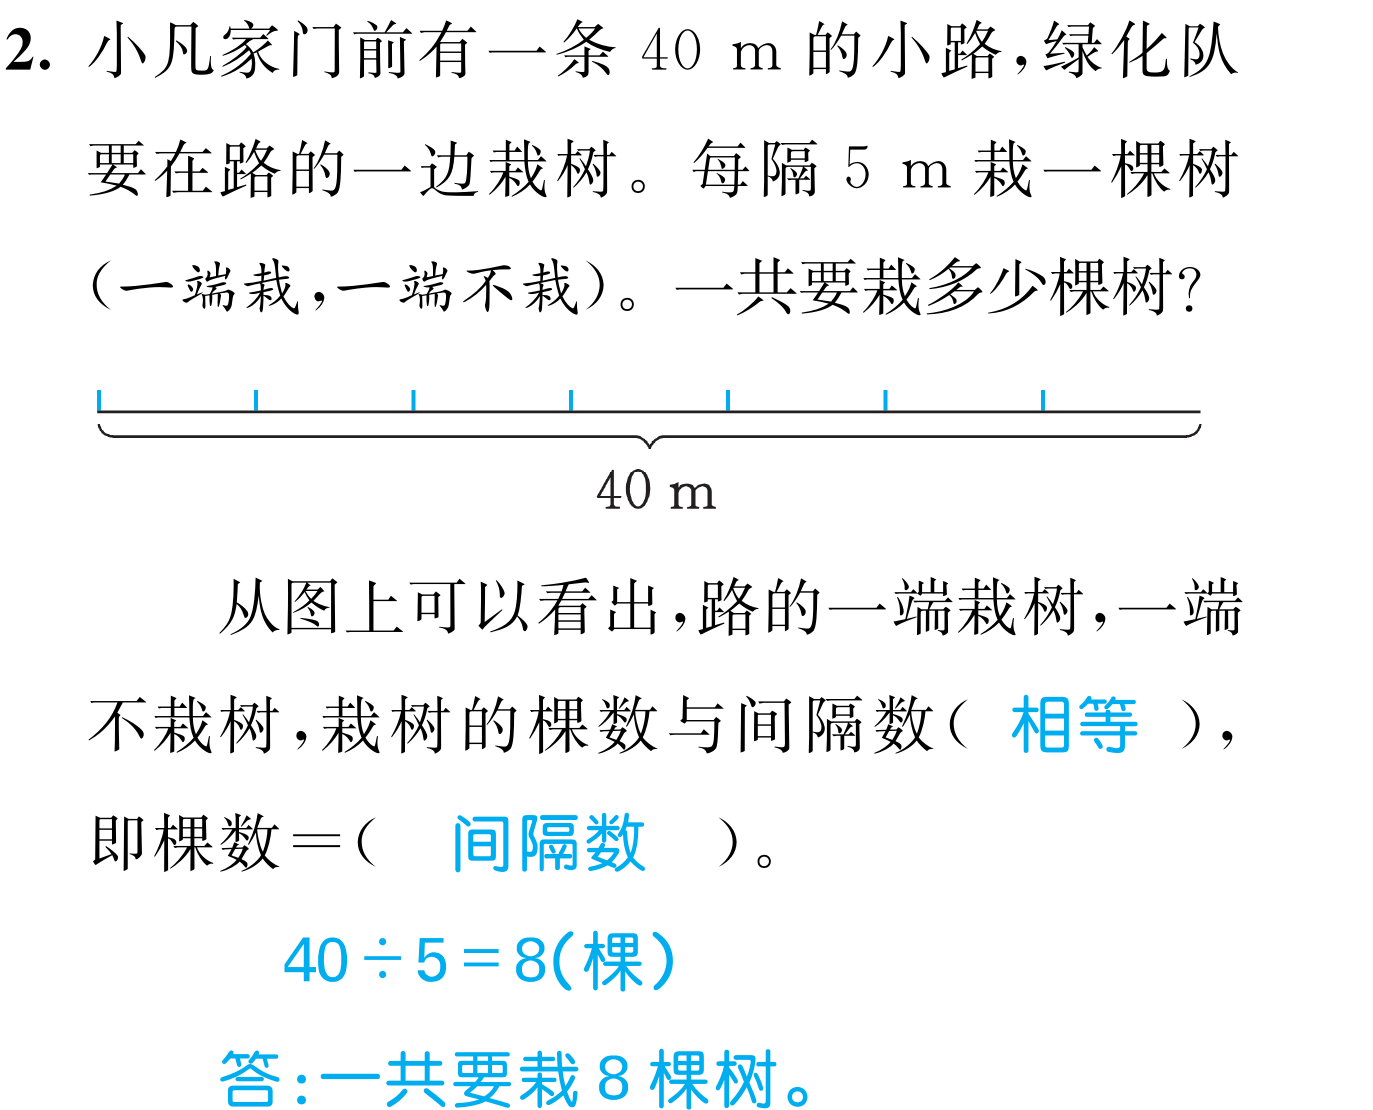 2. 小凡家门前有一条 40 m 的小路,绿化队
要在路的一边栽树。每隔 5 m 栽一棵树
(一端栽,一端不栽)。一共要栽多少棵树?
40 m
从图上可以看出,路的一端栽树,一端
不栽树,栽树的棵数与间隔数( 相等 ),
即棵数=( 间隔数 )。
40÷5=8(棵)
答:一共要栽 8 棵树。